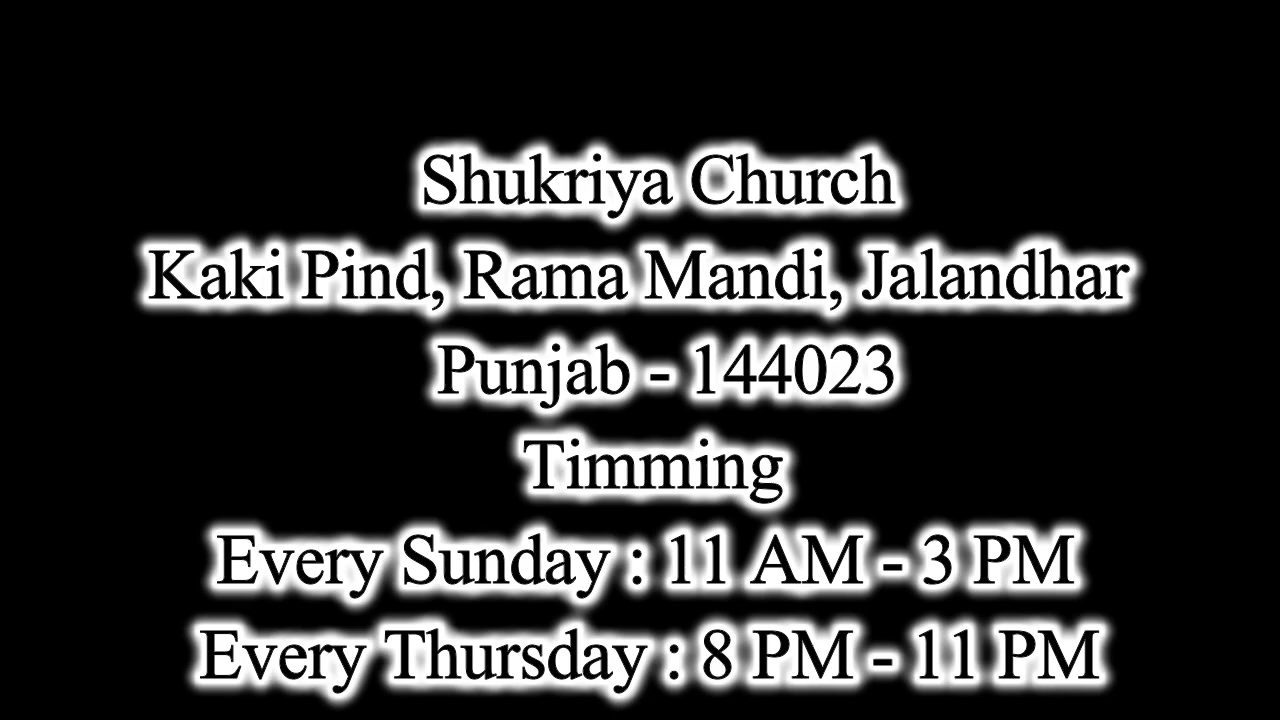 Shukriya Church
Kaki Pind, Rama Mandi, Jalandhar
Punjab - 144023
Timming
Every Sunday : 11 AM - 3 PM
Every Thursday : 8 PM - 11 PM